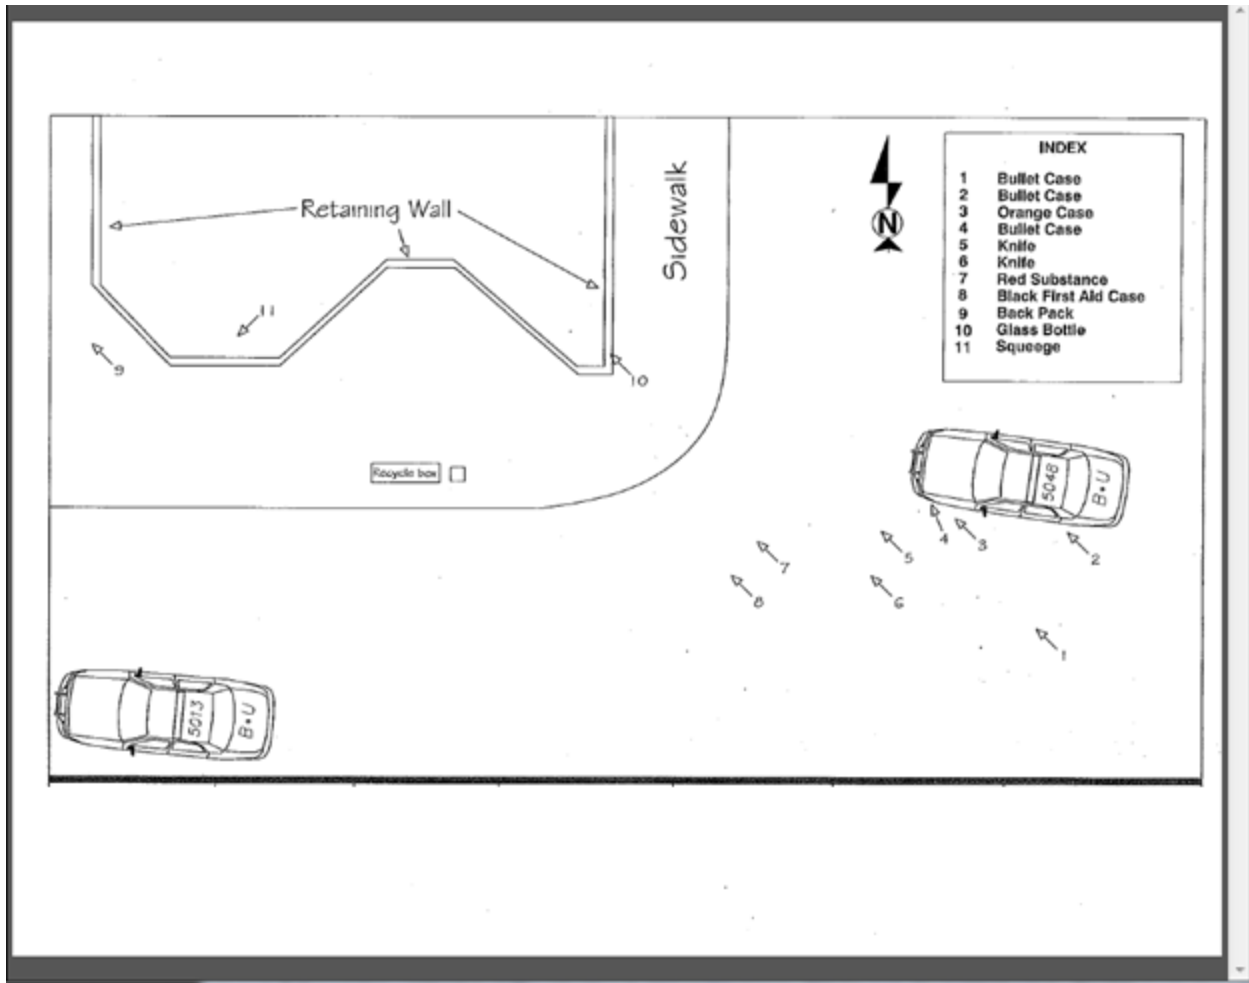 Retaining Wall
Sidewalk
N
INDEX
1 Bullet Case
2 Bullet Case
3 Orange Case
4 Bullet Case
5 Knife
6 Knife
7 Red Substance
8 Black First Aid Case
9 Back Pack
10 Glass Bottle
11 Squeege
11
9
10
Recycle box
5048
B•U
4
3
2
5
7
6
8
1
5013
B•U